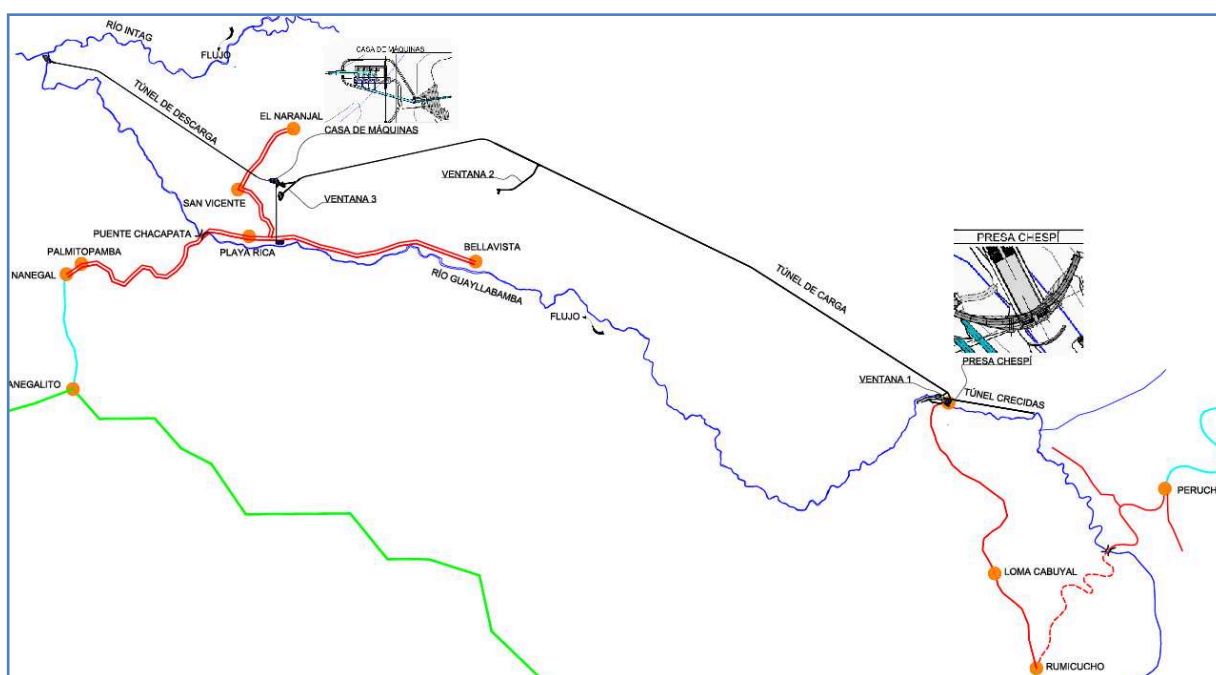 RÍO INTAG
FLUJO
CASA DE MÁQUINAS
TÚNEL DE DESCARGA
EL NARANJAL
CASA DE MÁQUINAS
VENTANA 2
VENTANA 3
SAN VICENTE
PUENTE CHACAPATA
PLAYA RICA
PALMITOPAMBA
NANEGAL
BELLAVISTA
RÍO GUAYLLABAMBA
FLUJO
TÚNEL DE CARGA
PRESA CHESPÍ
PRESA CHESPÍ
VENTANA 1
TÚNEL CRECIDAS
ANEGALITO
PERUCH
LOMA CABUYAL
RUMICUCHO